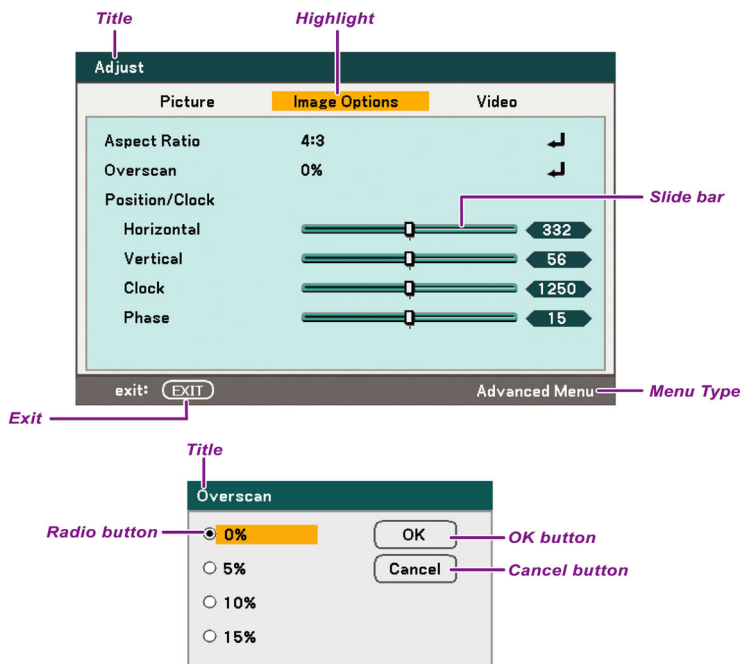 Title Highlight
Adjust
Picture Image Options Video
Aspect Ratio 4:3
Overscan 0%
Position/Clock
Slide bar
Horizontal 332
Vertical 56
Clock 1250
Phase 15
exit: EXIT Advanced Menu
Menu Type
Exit
Title
Overscan
Radio button 0% OK OK button
5% Cancel Cancel button
10%
15%